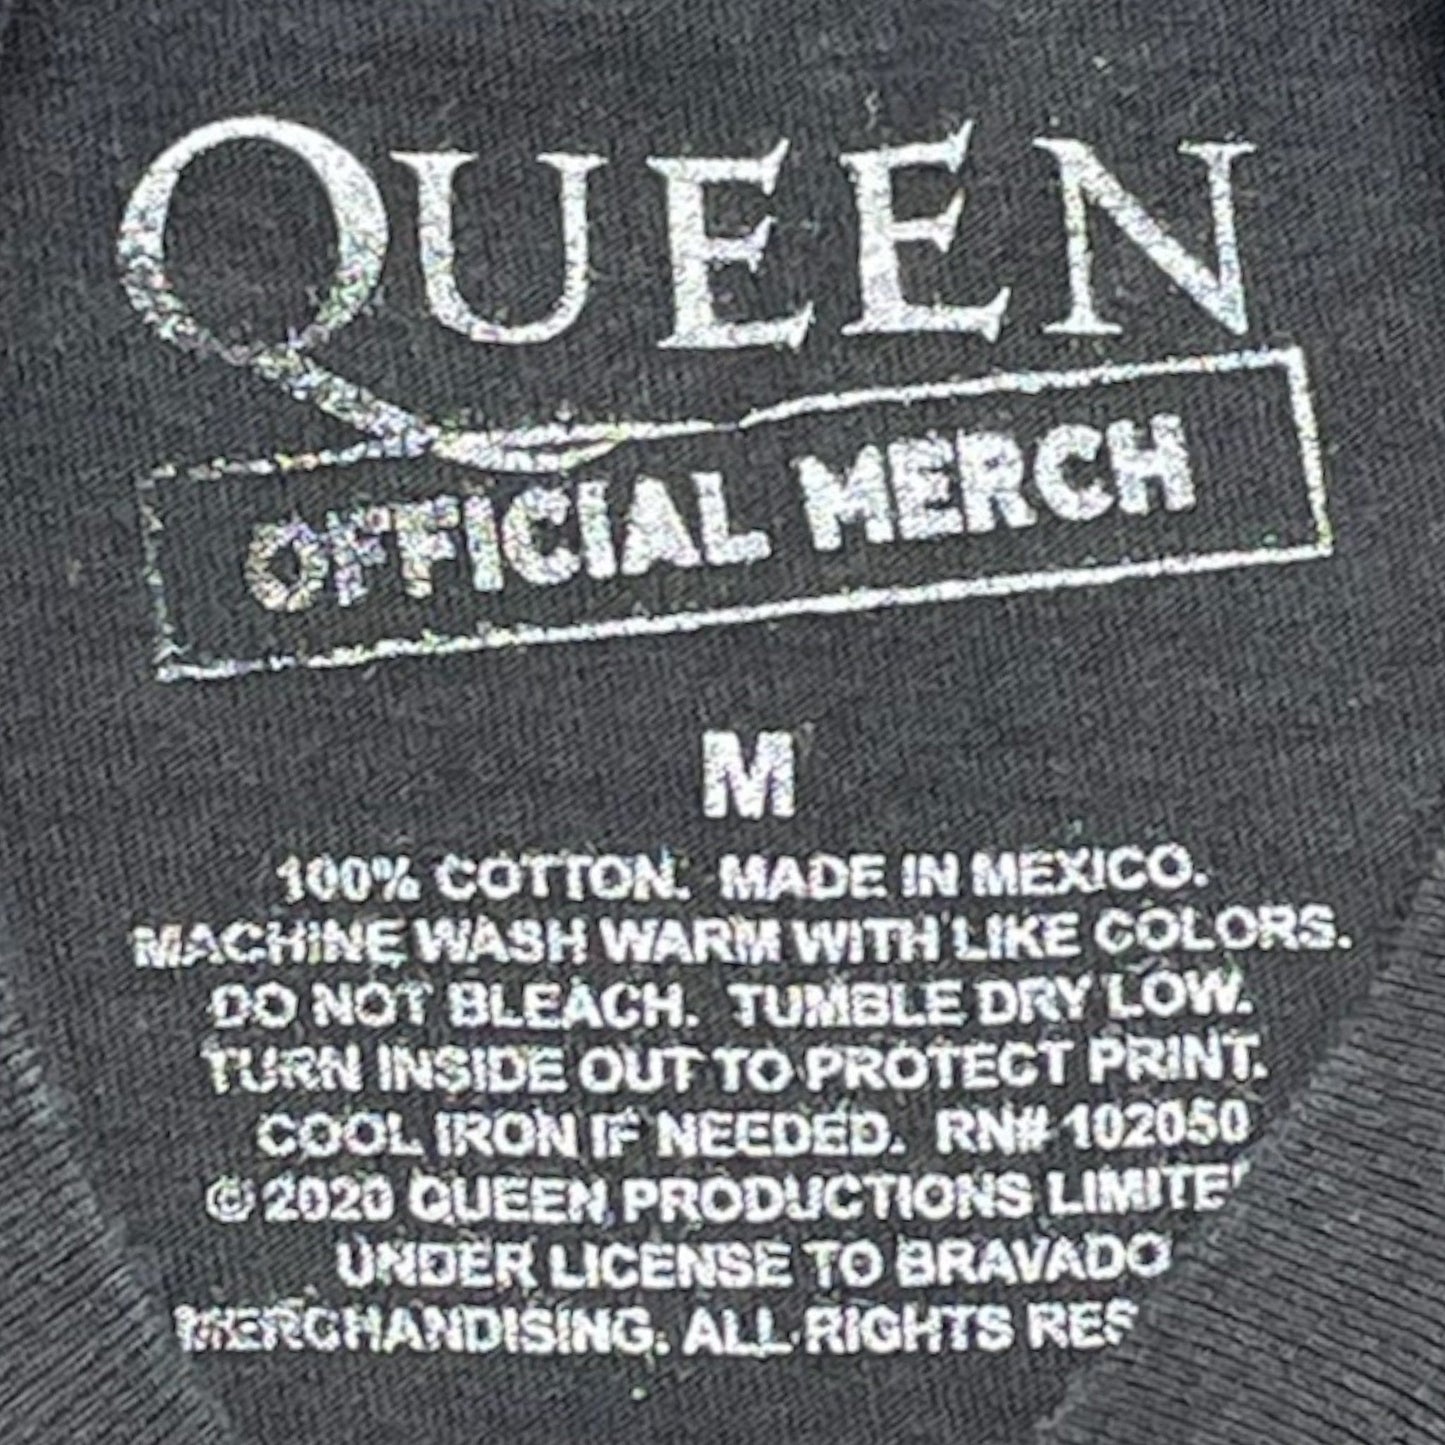 QUEEN
OFFICIAL MERCH
M
100% COTTON. MADE IN MEXICO.
MACHINE WASH WARM WITH LIKE COLORS.
DO NOT BLEACH. TUMBLE DRY LOW.
TURN INSIDE OUT TO PROTECT PRINT.
COOL IRON IF NEEDED. RN# 102050
© 2020 QUEEN PRODUCTIONS LIMITE
UNDER LICENSE TO BRAVADO
MERCHANDISING. ALL RIGHTS RES